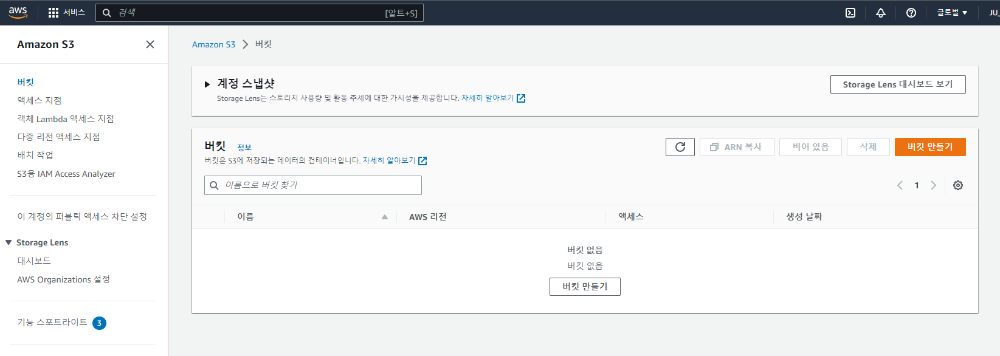 aws
서비스
검색
[알트+S]
글로벌
JU_
Amazon S3
버킷
액세스 지점
객체 Lambda 액세스 지점
다중 리전 액세스 지점
배치 작업
S3용 IAM Access Analyzer
이 계정의 퍼블릭 액세스 차단 설정
Storage Lens
대시보드
AWS Organizations 설정
기능 스포트라이트 3
Amazon S3 > 버킷
계정 스냅샷
Storage Lens는 스토리지 사용량 및 활동 추세에 대한 가시성을 제공합니다. 자세히 알아보기
Storage Lens 대시보드 보기
버킷 정보
버킷은 S3에 저장되는 데이터의 컨테이너입니다. 자세히 알아보기
ARN 복사
비어 있음
삭제
버킷 만들기
이름으로 버킷 찾기
1
이름
AWS 리전
액세스
생성 날짜
버킷 없음
버킷 없음
버킷 만들기